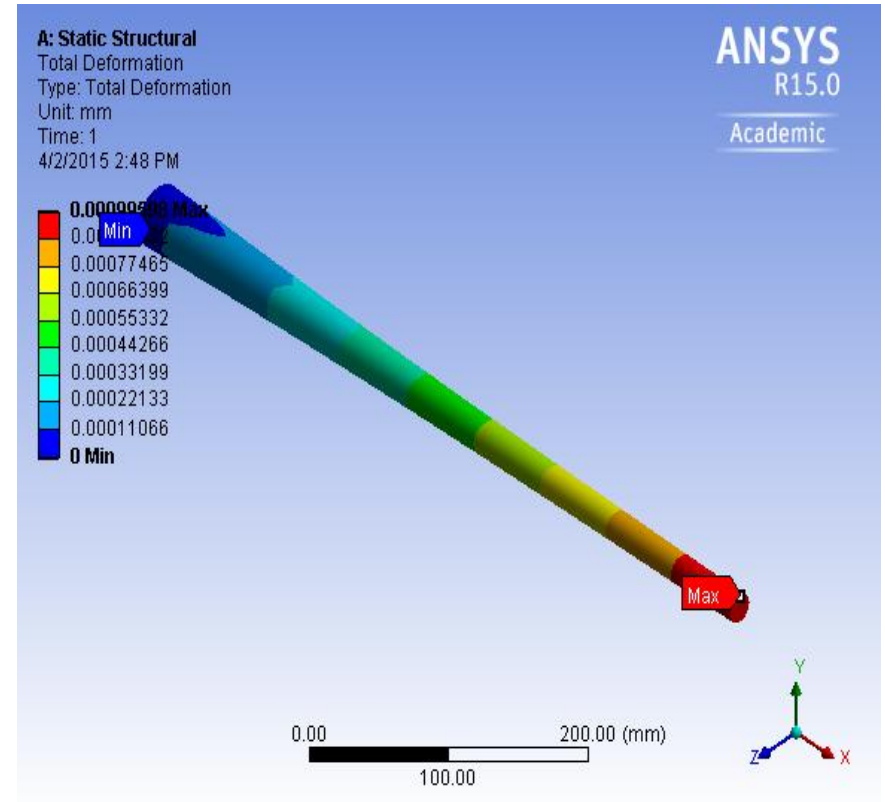 A: Static Structural
Total Deformation
Type: Total Deformation
Unit: mm
Time: 1
4/2/2015 2:48 PM
ANSYS
R15.0
Academic
Max
Min
0.00077465
0.00066399
0.00055332
0.00044266
0.00033199
0.00022133
0.00011066
0 Min
Max
0.00
200.00 (mm)
100.00
Y
Z
X